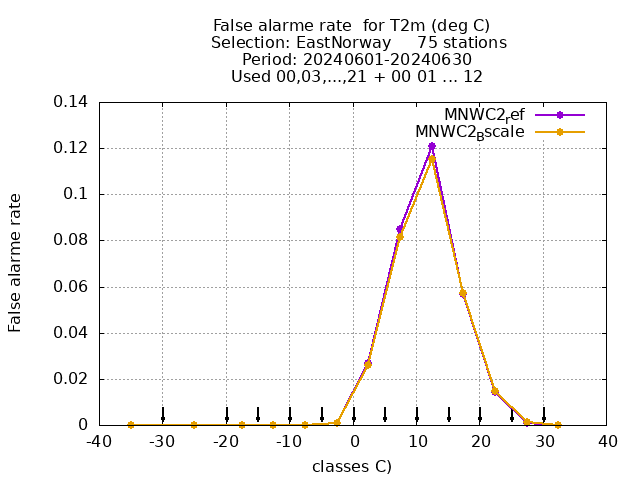 False alarme rate  for T2m (deg C)
Selection: EastNorway     75 stations
Period: 20240601-20240630
Used 00,03,...,21 + 00 01 ... 12
MNWC2_ref
MNWC2_Bscale
False alarme rate
0.14
0.12
0.1
0.08
0.06
0.04
0.02
0
-40 -30 -20 -10 0 10 20 30 40
classes C)